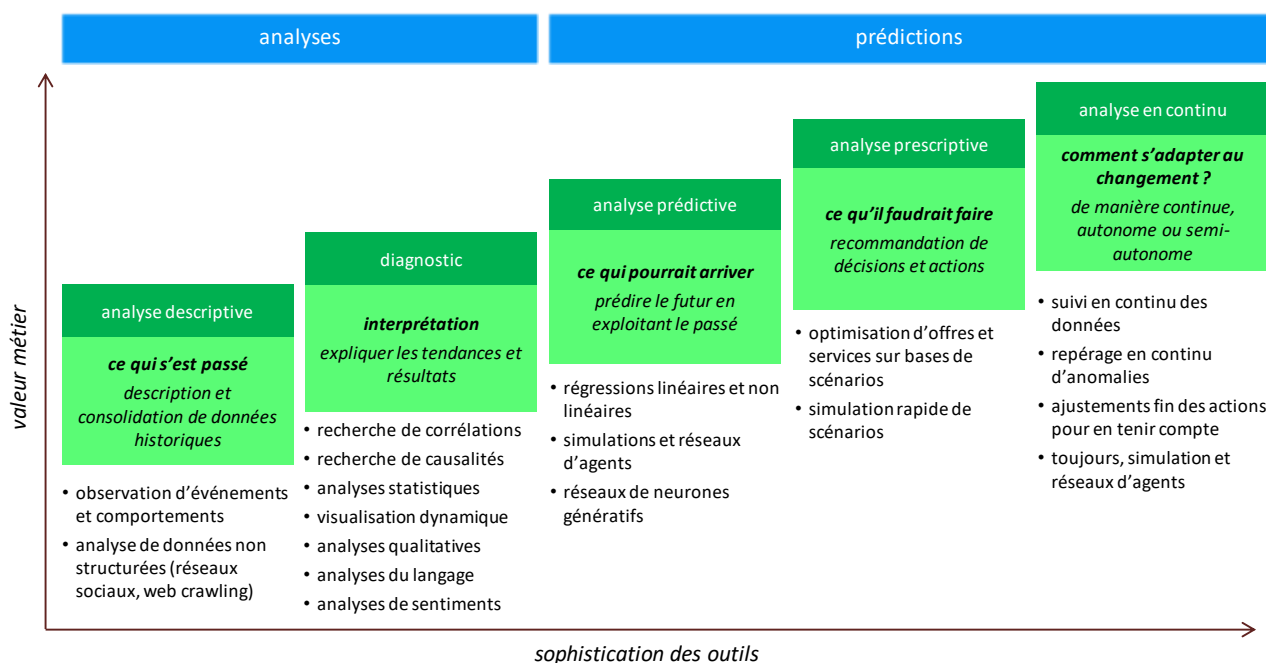 analyses
prédictions
valeur métier
analyse descriptive
ce qui s'est passé
description et
consolidation de données
historiques
• observation d'événements
et comportements
• analyse de données non
structurées (réseaux
sociaux, web crawling)
diagnostic
interprétation
expliquer les tendances et
résultats
• recherche de corrélations
• recherche de causalités
• analyses statistiques
• visualisation dynamique
• analyses qualitatives
• analyses du langage
• analyses de sentiments
analyse prédictive
ce qui pourrait arriver
prédire le futur en
exploitant le passé
• régressions linéaires et non
linéaires
• simulations et réseaux
d'agents
• réseaux de neurones
génératifs
analyse prescriptive
ce qu'il faudrait faire
recommandation de
décisions et actions
• optimisation d'offres et
services sur bases de
scénarios
• simulation rapide de
scénarios
analyse en continu
comment s'adapter au
changement ?
de manière continue,
autonome ou semi-
autonome
• suivi en continu des
données
• repérage en continu
d'anomalies
• ajustements fin des actions
pour en tenir compte
• toujours, simulation et
réseaux d'agents
sophistication des outils